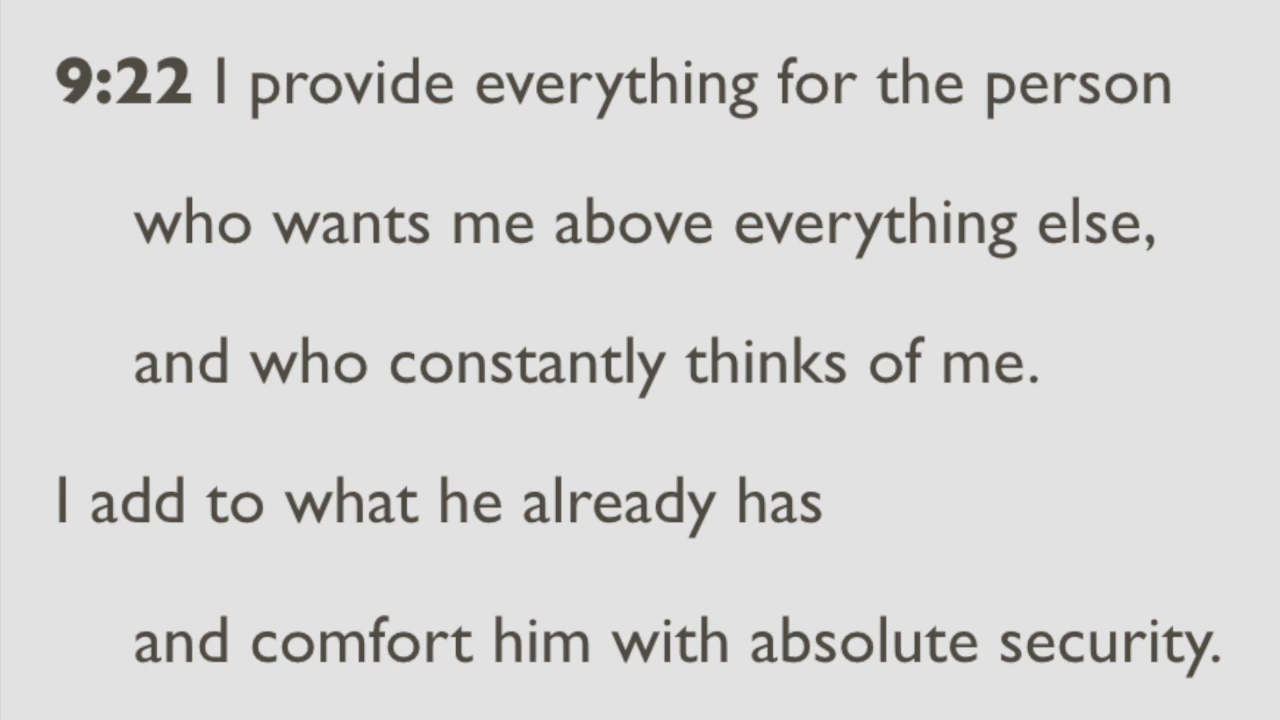 9:22 I provide everything for the person
who wants me above everything else,
and who constantly thinks of me.
I add to what he already has
and comfort him with absolute security.